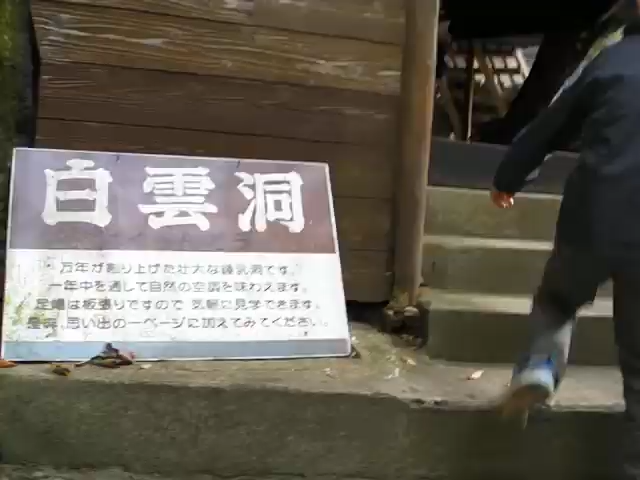 白雲洞
万年が創り上げた壮大な鍾乳洞です。
一年中を通して自然の空調を味わえます。
足場は板張りですので 気軽に見学できます。
是非、思い出の一ページに加えてみてください。